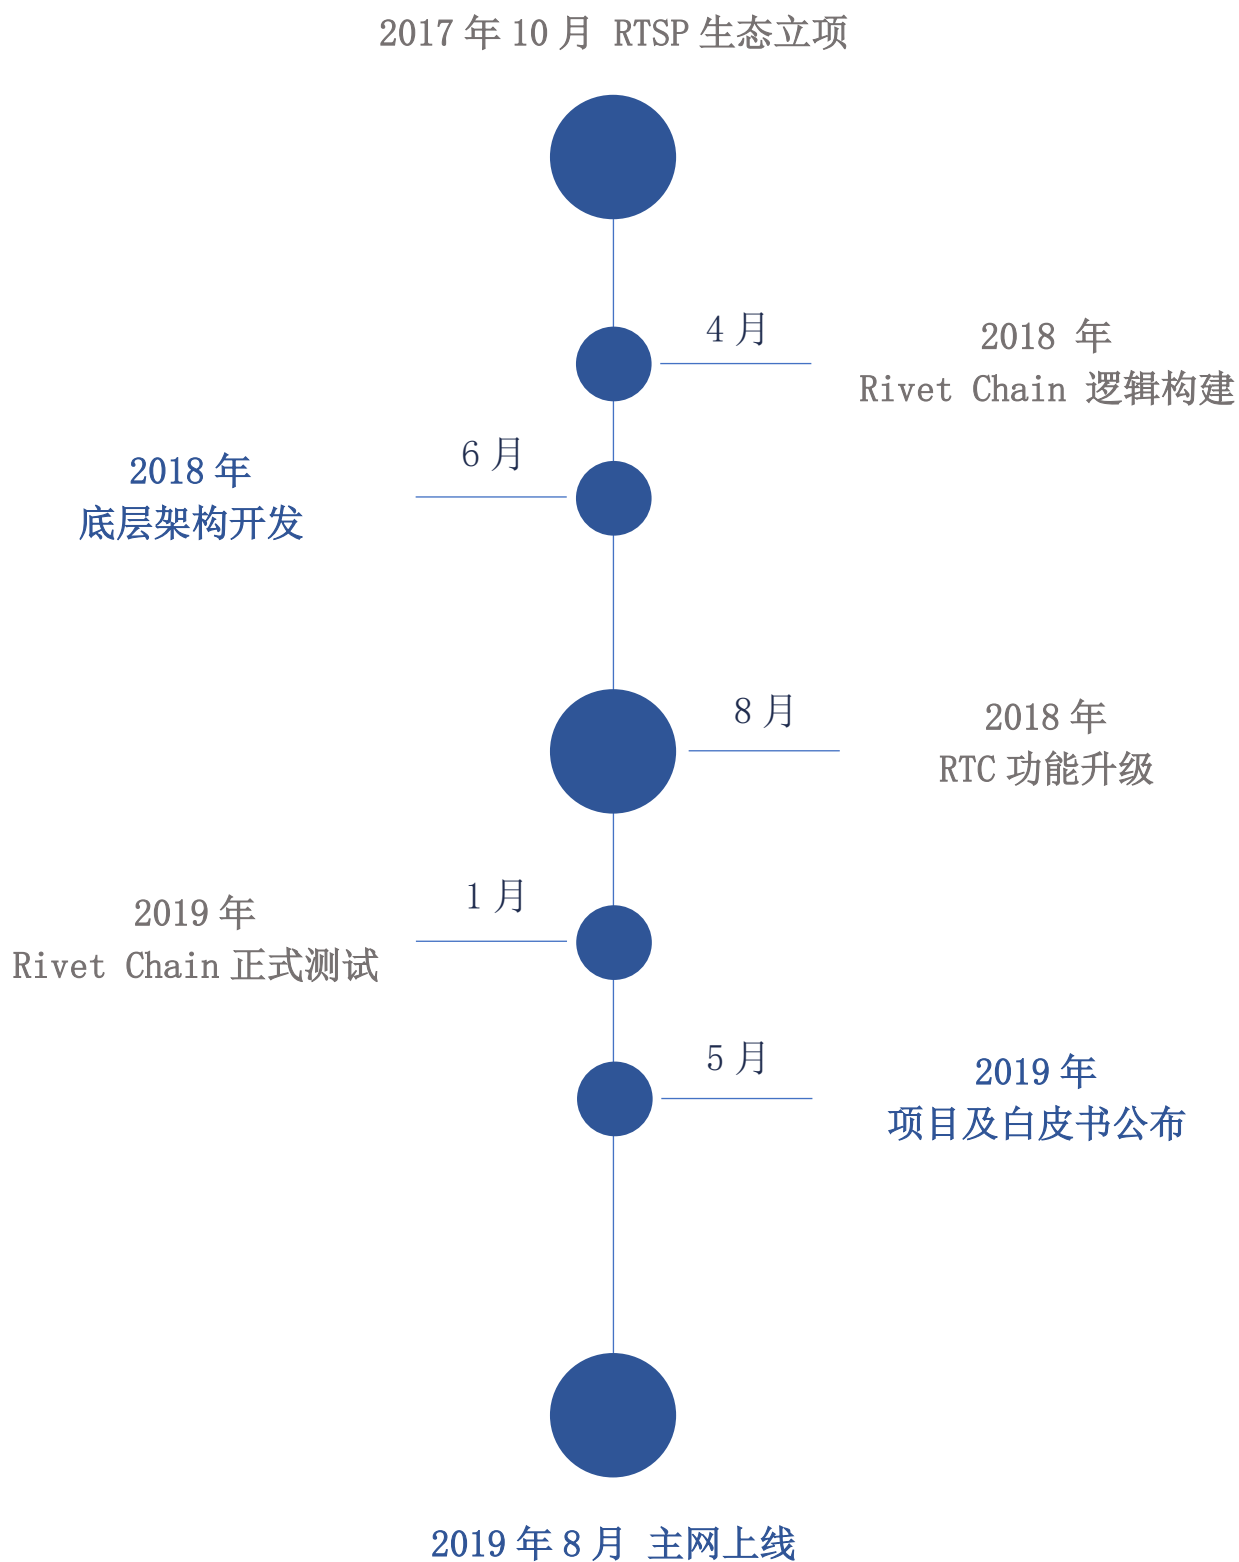 2017 年 10 月 RTSP 生态立项
4 月
2018 年
Rivet Chain 逻辑构建
6 月
2018 年
底层架构开发
8 月
2018 年
RTC 功能升级
1 月
2019 年
Rivet Chain 正式测试
5 月
2019 年
项目及白皮书公布
2019 年 8 月 主网上线